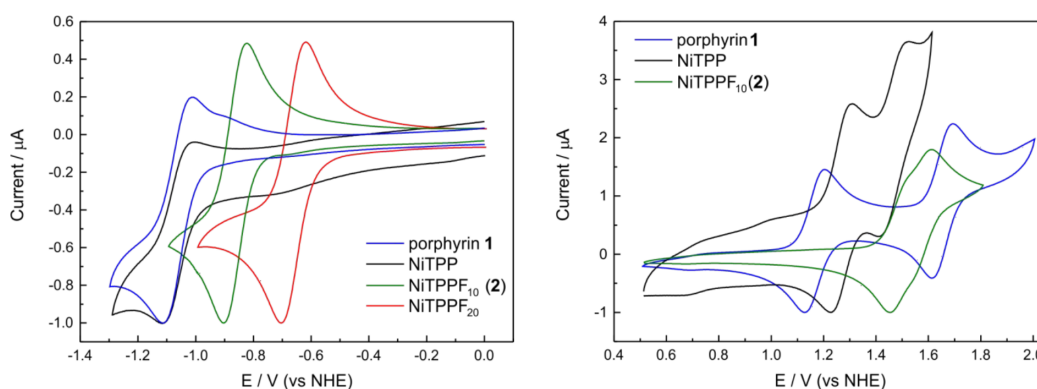 0.6
0.4
0.2
0.0
-0.2
-0.4
-0.6
-0.8
-1.0
Current / μA
porphyrin 1
NiTPP
NiTPPF10 (2)
NiTPPF20
-1.4 -1.2 -1.0 -0.8 -0.6 -0.4 -0.2 0.0
E / V (vs NHE)
4
3
2
1
0
-1
Current / μA
porphyrin 1
NiTPP
NiTPPF10(2)
0.4 0.6 0.8 1.0 1.2 1.4 1.6 1.8 2.0
E / V (vs NHE)